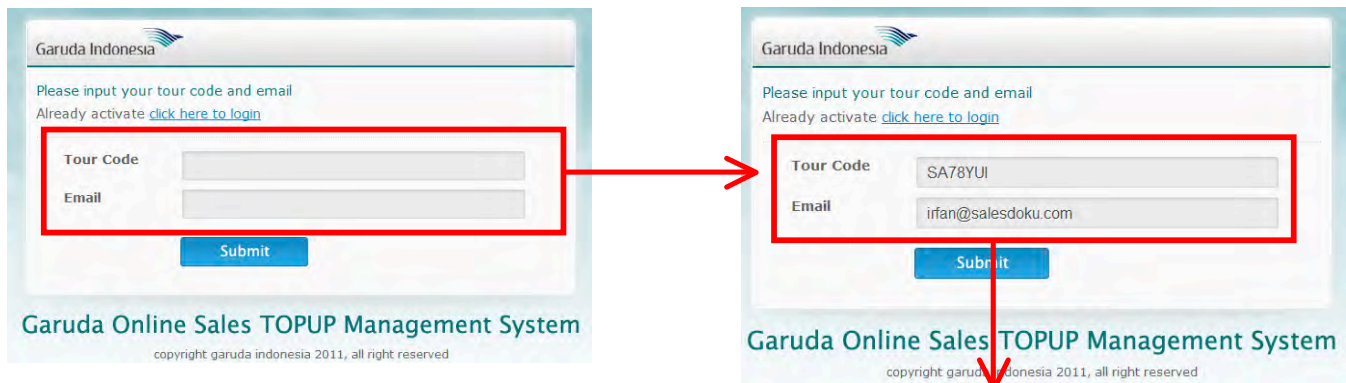 Garuda Indonesia
Please input your tour code and email
Already activate click here to login
Tour Code
Email
Submit
Garuda Online Sales TOPUP Management System
copyright garuda indonesia 2011, all right reserved
Garuda Indonesia
Please input your tour code and email
Already activate click here to login
Tour Code SA78YUI
Email irfan@salesdoku.com
Submit
Garuda Online Sales TOPUP Management System
copyright garuda indonesia 2011, all right reserved